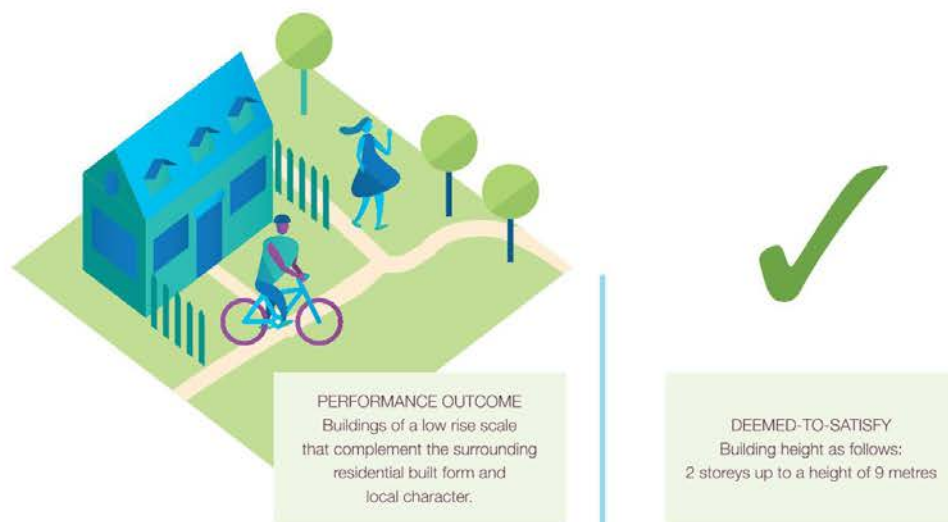 PERFORMANCE OUTCOME
Buildings of a low rise scale
that complement the surrounding
residential built form and
local character.
DEEMED-TO-SATISFY
Building height as follows:
2 storeys up to a height of 9 metres